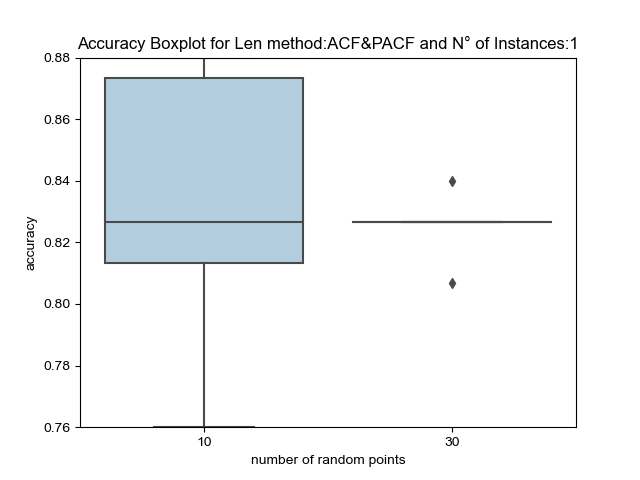 Accuracy Boxplot for Len method:ACF&PACF and N° of Instances:1
0.88
0.86
0.84
0.82
0.80
0.78
0.76
accuracy
10 30
number of random points